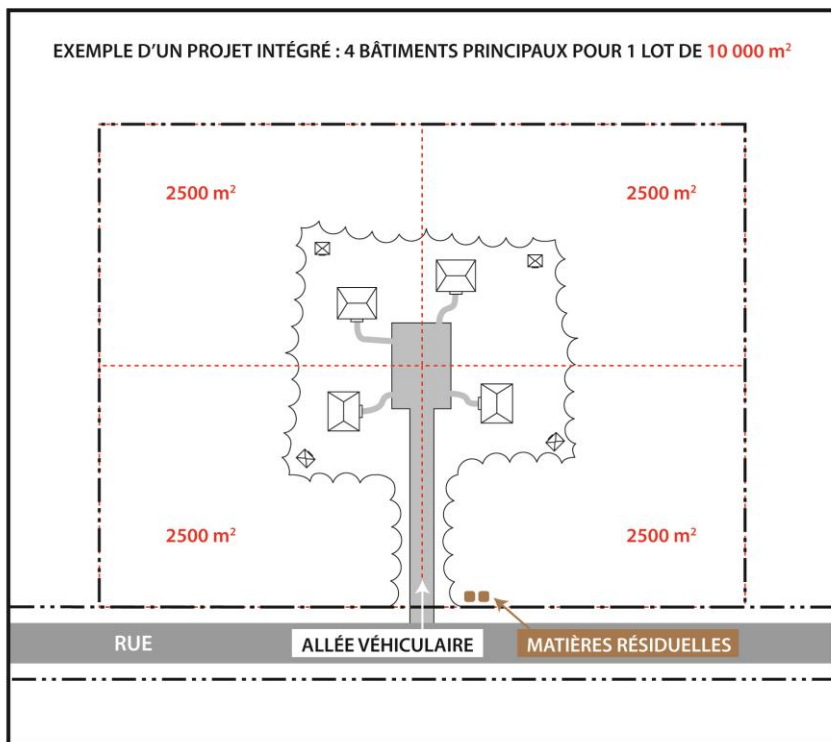 EXEMPLE D'UN PROJET INTÉGRÉ : 4 BÂTIMENTS PRINCIPAUX POUR 1 LOT DE 10 000 m²
2500 m²
2500 m²
2500 m²
2500 m²
RUE
ALLÉE VÉHICULAIRE
MATIÈRES RÉSIDUELLES